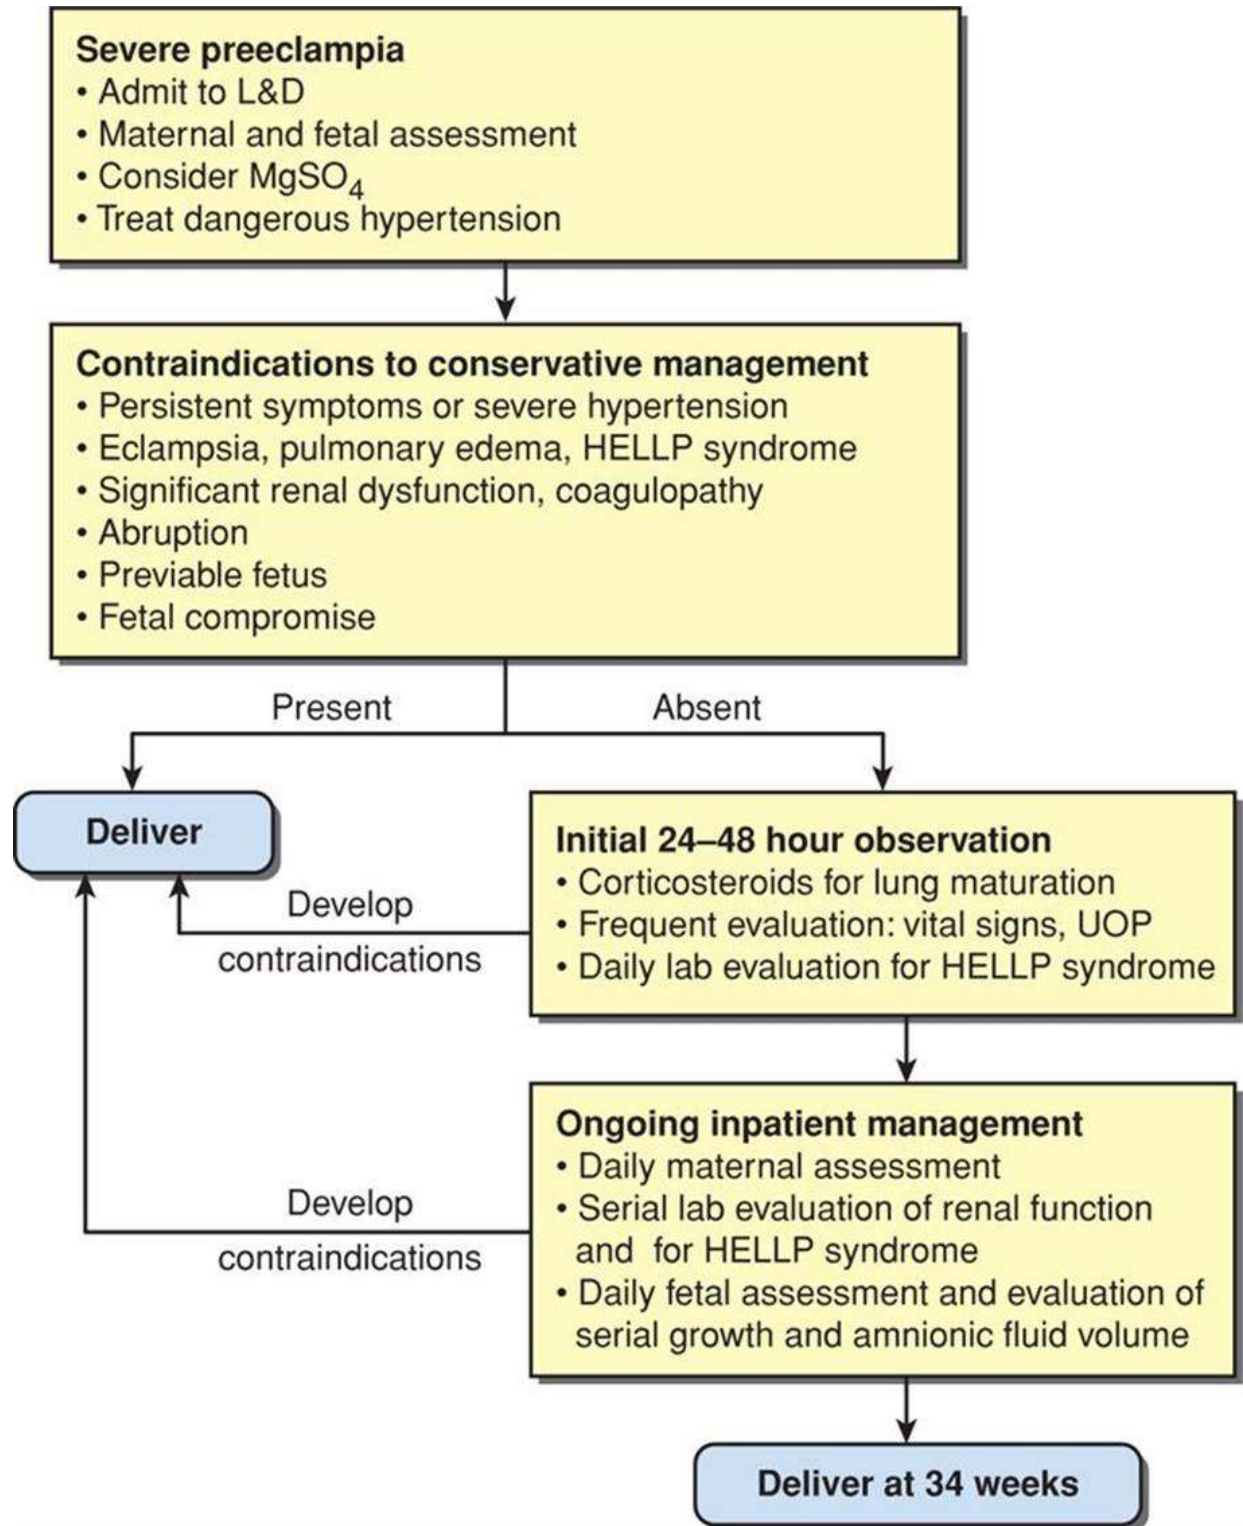 Severe preeclampia
• Admit to L&D
• Maternal and fetal assessment
• Consider MgSO4
• Treat dangerous hypertension
Contraindications to conservative management
• Persistent symptoms or severe hypertension
• Eclampsia, pulmonary edema, HELLP syndrome
• Significant renal dysfunction, coagulopathy
• Abruption
• Previable fetus
• Fetal compromise
Present
Absent
Deliver
Initial 24–48 hour observation
• Corticosteroids for lung maturation
• Frequent evaluation: vital signs, UOP
• Daily lab evaluation for HELLP syndrome
Develop
contraindications
Ongoing inpatient management
• Daily maternal assessment
• Serial lab evaluation of renal function
and for HELLP syndrome
• Daily fetal assessment and evaluation of
serial growth and amnionic fluid volume
Develop
contraindications
Deliver at 34 weeks